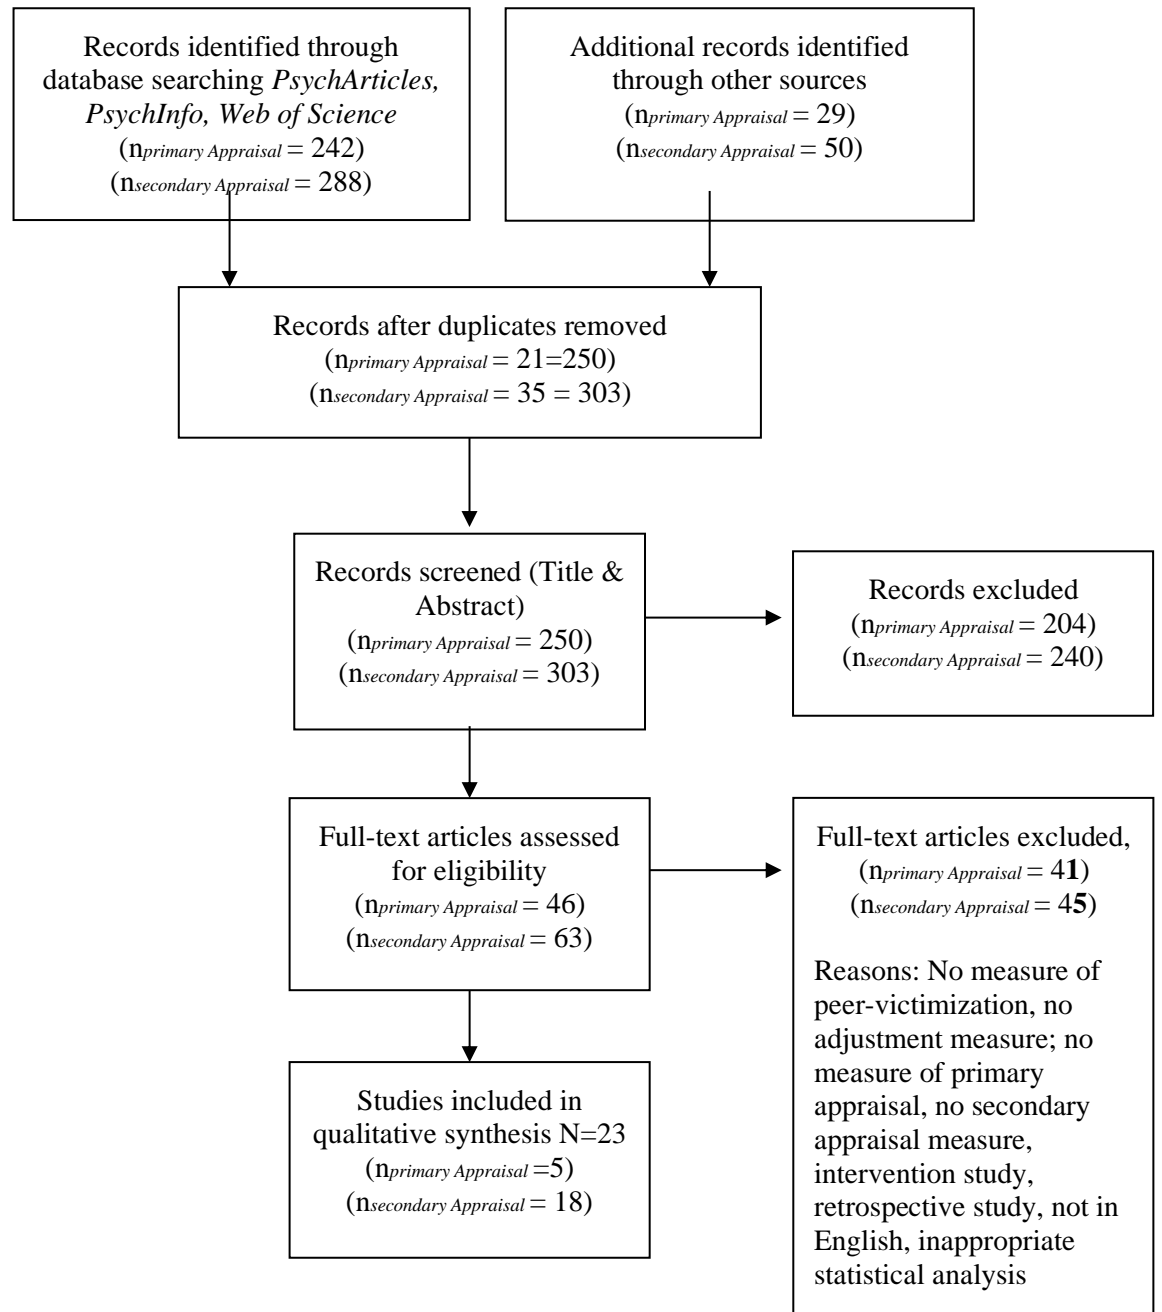 Records identified through
database searching PsychArticles,
PsychInfo, Web of Science
(nprimary Appraisal = 242)
(nsecondary Appraisal = 288)
Additional records identified
through other sources
(nprimary Appraisal = 29)
(nsecondary Appraisal = 50)
Records after duplicates removed
(nprimary Appraisal = 21=250)
(nsecondary Appraisal = 35 = 303)
Records screened (Title &
Abstract)
(nprimary Appraisal = 250)
(nsecondary Appraisal = 303)
Records excluded
(nprimary Appraisal = 204)
(nsecondary Appraisal = 240)
Full-text articles assessed
for eligibility
(nprimary Appraisal = 46)
(nsecondary Appraisal = 63)
Full-text articles excluded,
(nprimary Appraisal = 41)
(nsecondary Appraisal = 45)
Reasons: No measure of
peer-victimization, no
adjustment measure; no
measure of primary
appraisal, no secondary
appraisal measure,
intervention study,
retrospective study, not in
English, inappropriate
statistical analysis
Studies included in
qualitative synthesis N=23
(nprimary Appraisal =5)
(nsecondary Appraisal = 18)